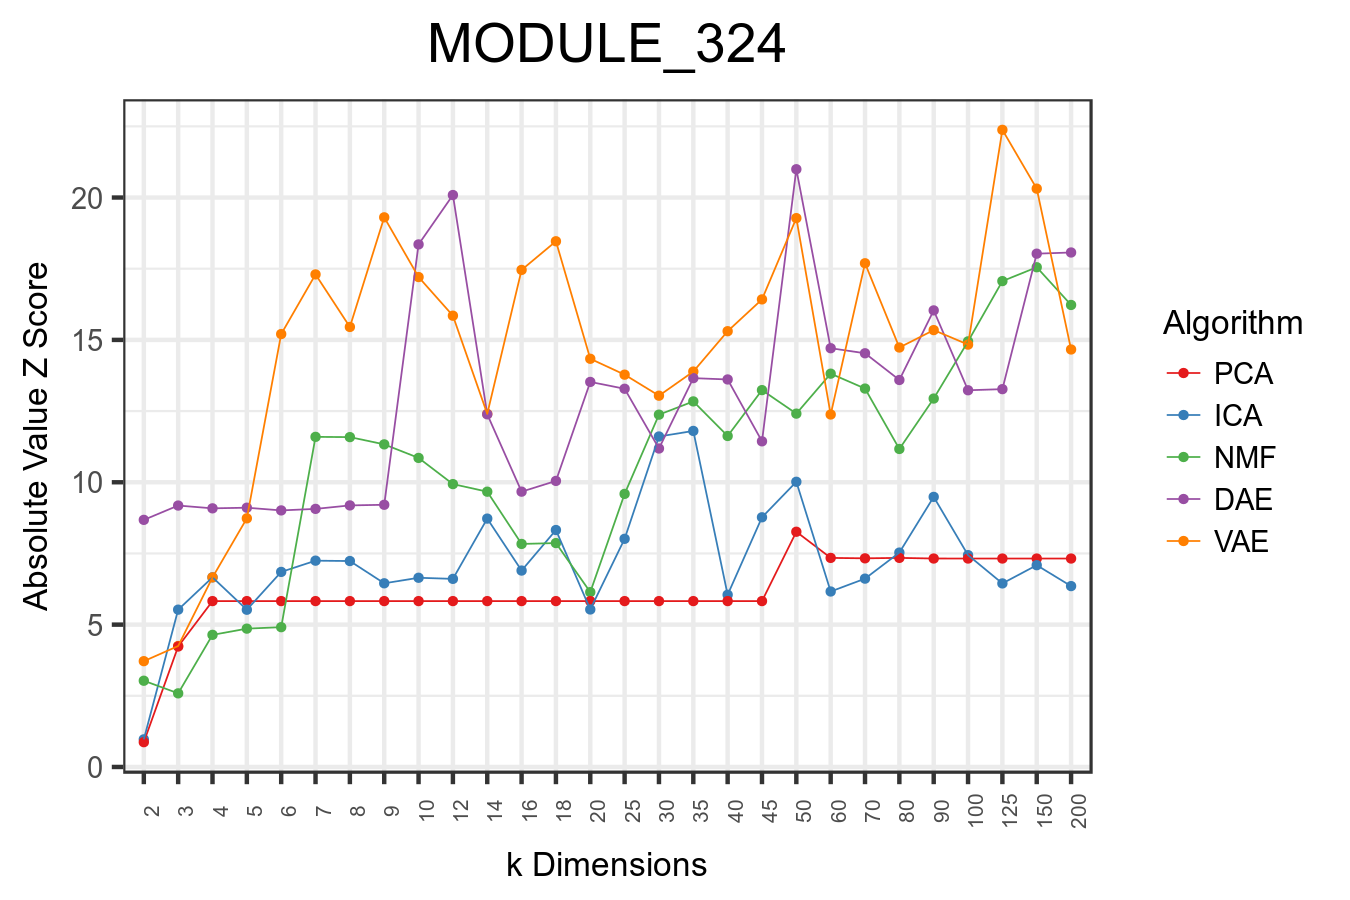 MODULE_324
Absolute Value Z Score
20
15
10
5
0
2 3 4 5 6 7 8 9 10 12 14 16 18 20 25 30 35 40 45 50 60 70 80 90 100 125 150 200
k Dimensions
Algorithm
PCA
ICA
NMF
DAE
VAE